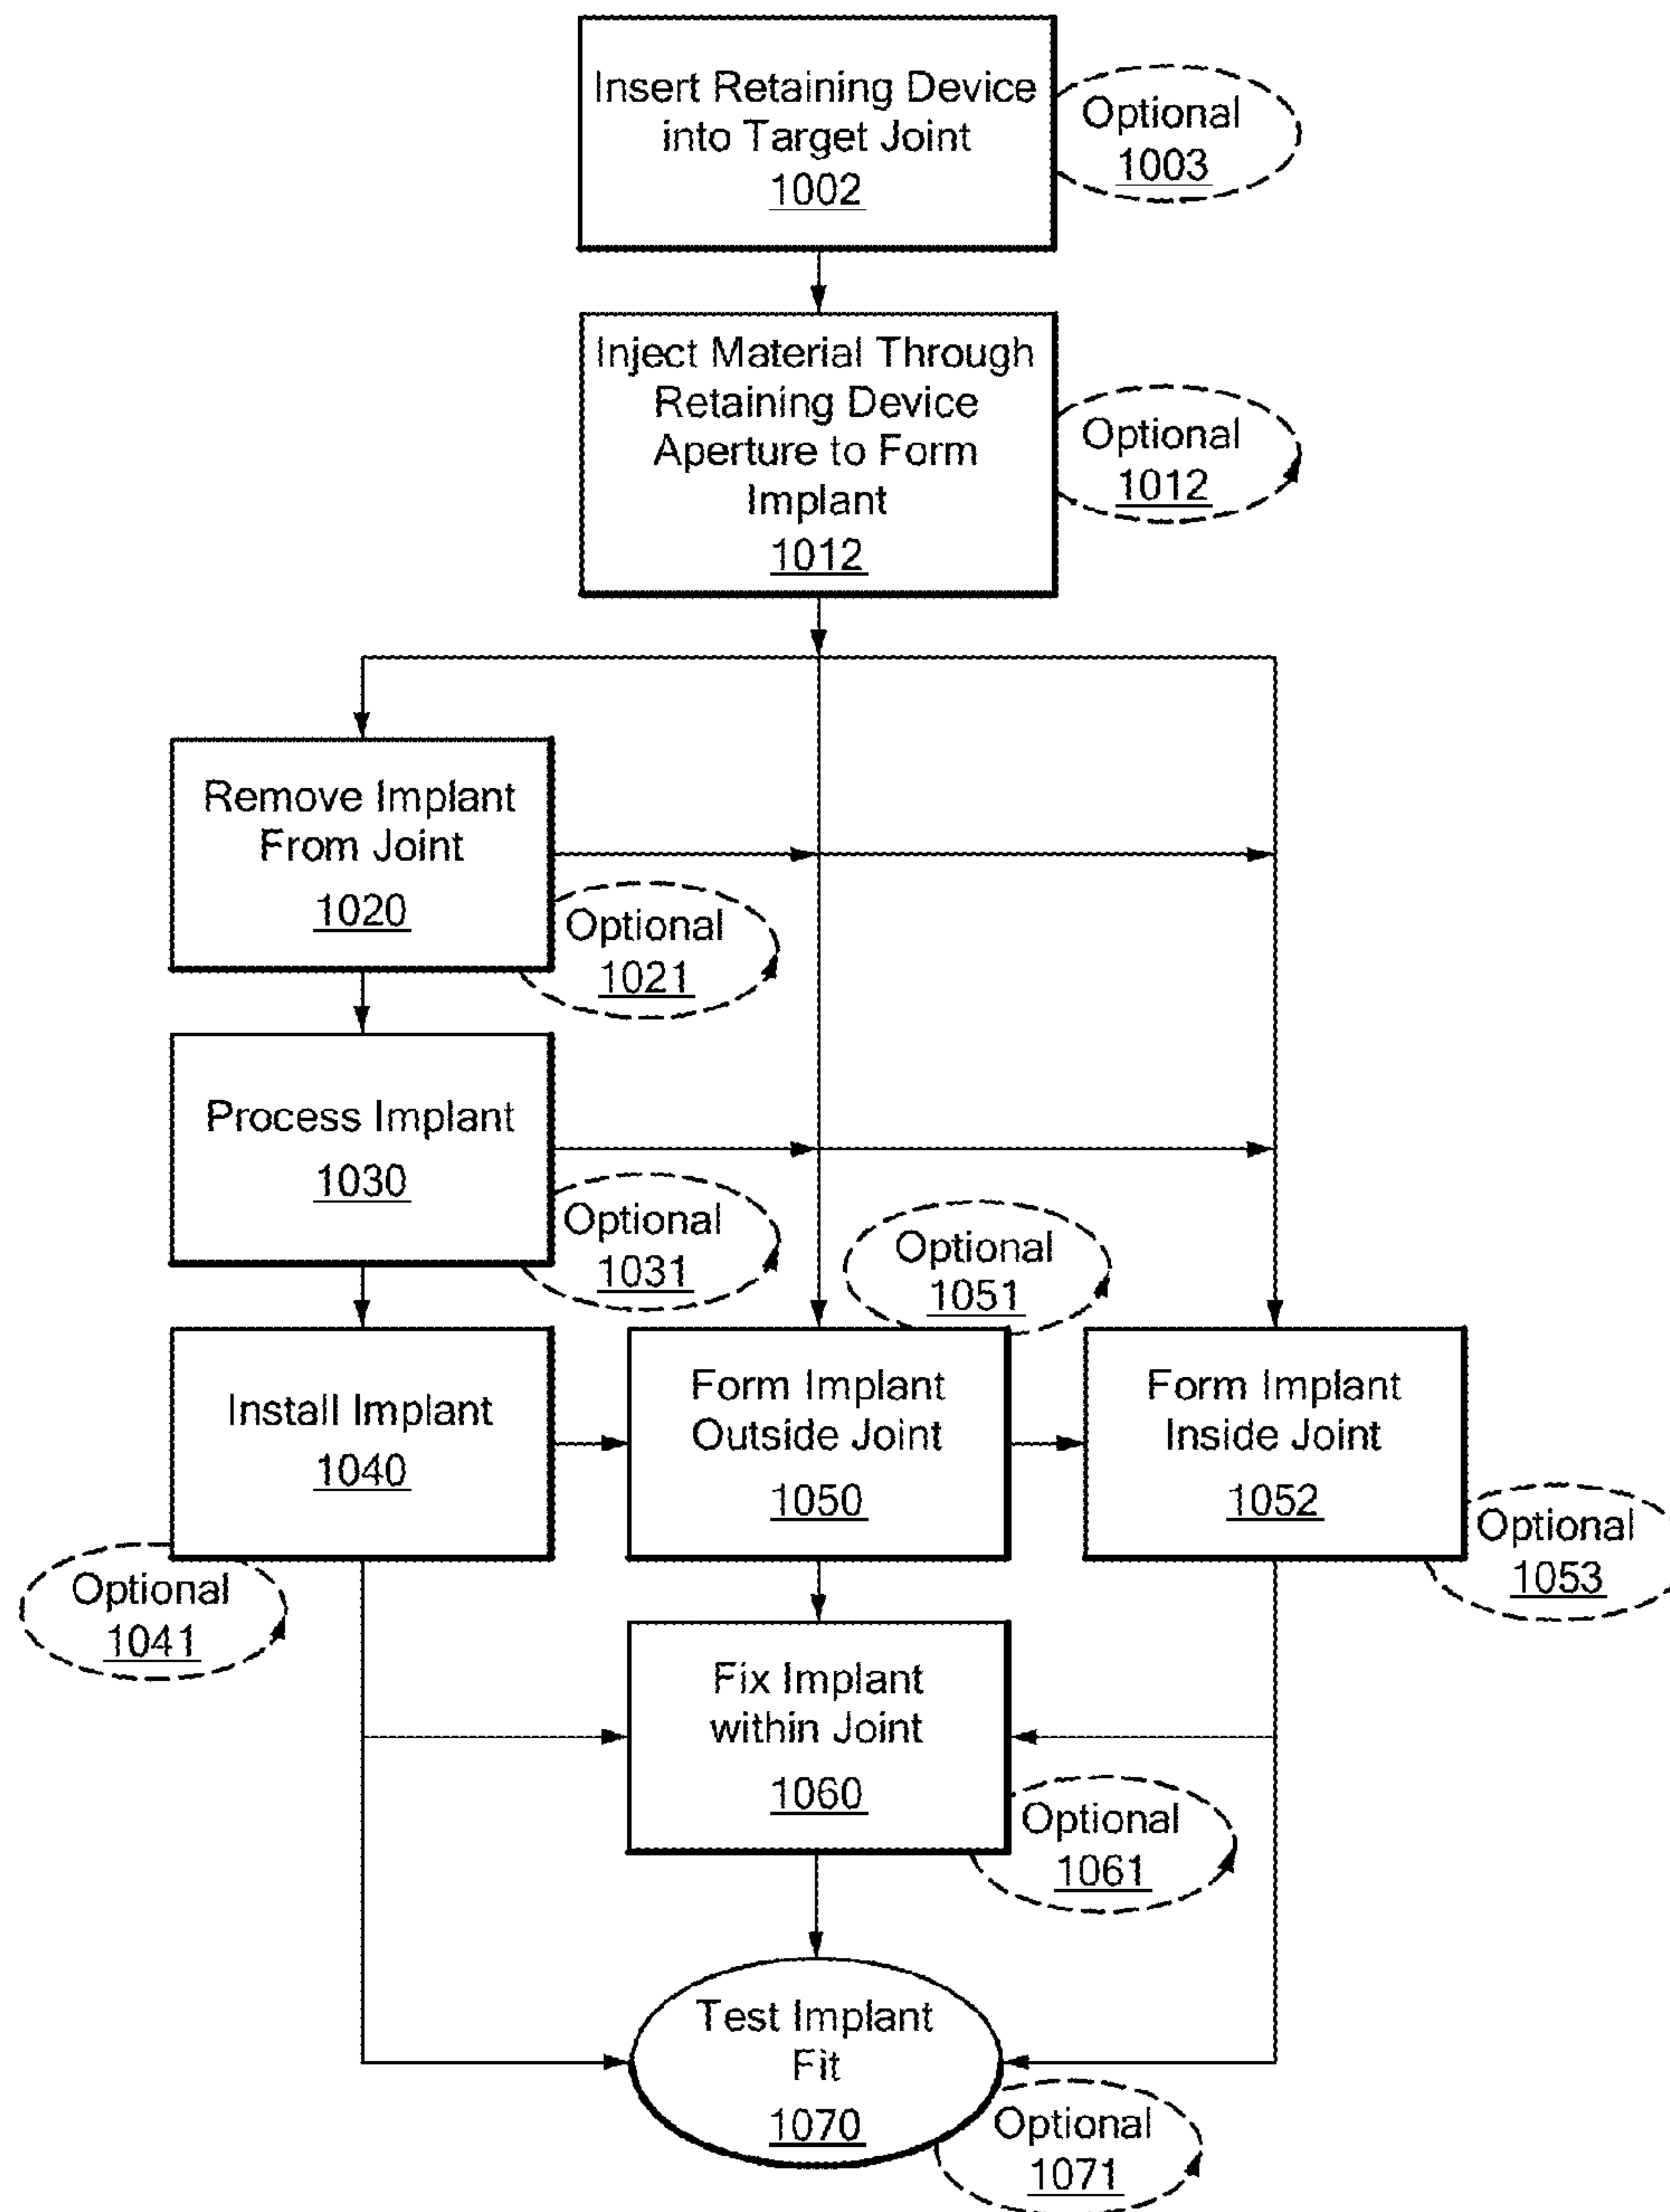 Insert Retaining Device
into Target Joint
1002
Optional
1003
Inject Material Through
Retaining Device
Aperture to Form
Implant
1012
Optional
1012
Remove Implant
From Joint
1020
Optional
1021
Process Implant
1030
Optional
1031
Optional
1051
Install Implant
1040
Optional
1041
Form Implant
Outside Joint
1050
Form Implant
Inside Joint
1052
Optional
1053
Fix Implant
within Joint
1060
Optional
1061
Test Implant
Fit
1070
Optional
1071